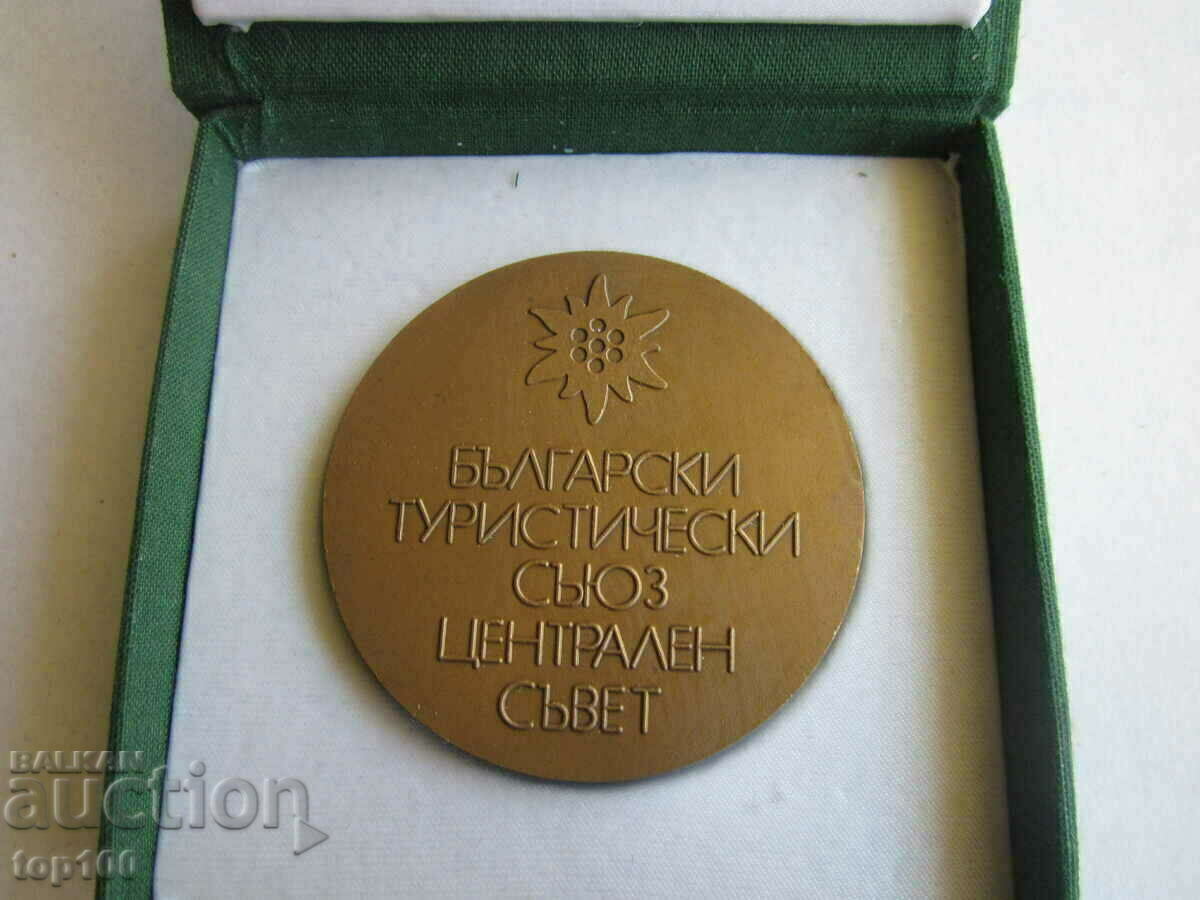 БЪЛГАРСКИ
ТУРИСТИЧЕСКИ
СЪЮЗ
ЦЕНТРАЛЕН
СЪВЕТ
BALKAN
auction
top100